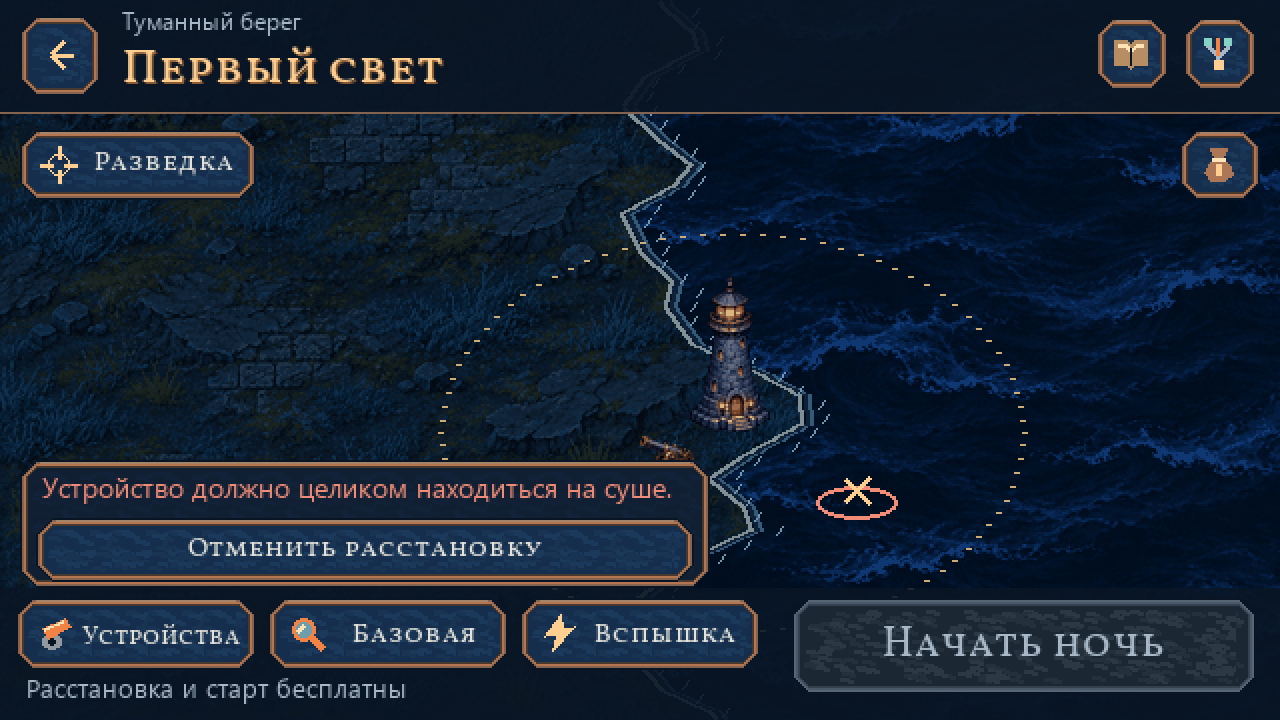 Туманный берег
Первый свет
Разведка
Устройство должно целиком находиться на суше.
Отменить расстановку
Устройства
Базовая
Вспышка
Начать ночь
Расстановка и старт бесплатны